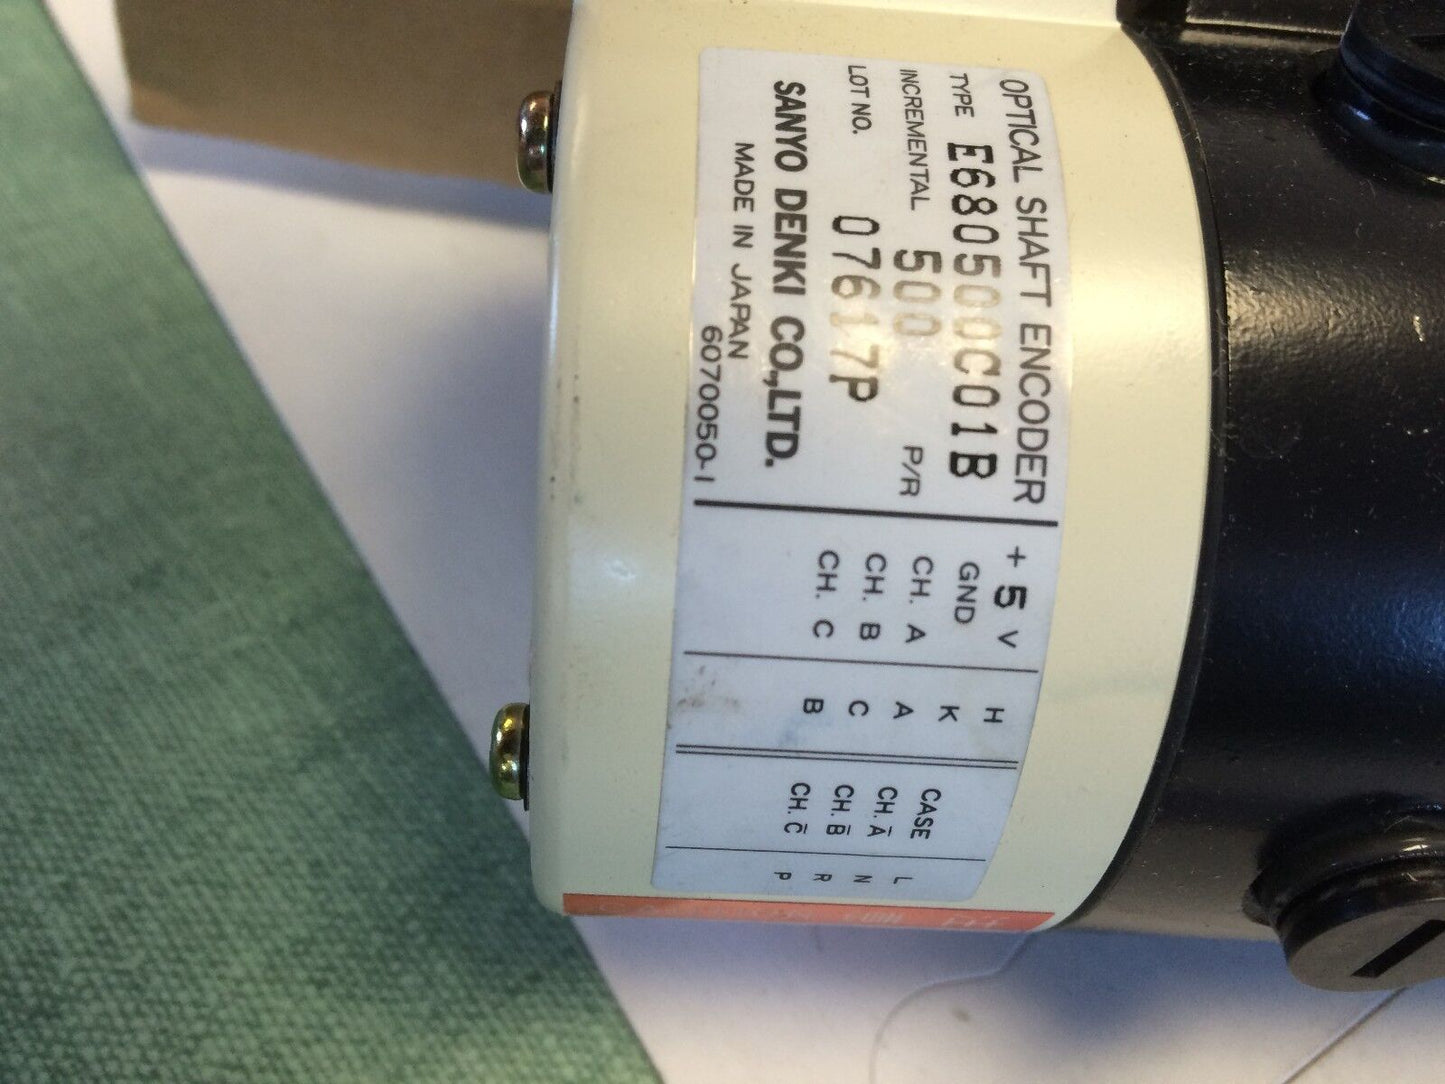 OPTICAL SHAFT ENCODER
TYPE E680500C01B
INCREMENTAL 500 P/R
LOT NO. 07617P
SANYO DENKI CO.,LTD.
MADE IN JAPAN
6070050-1
+5V H
GND K CASE L
CH. A A CH. A̅ N
CH. B C CH. B̅ R
CH. C B CH. C̅ P